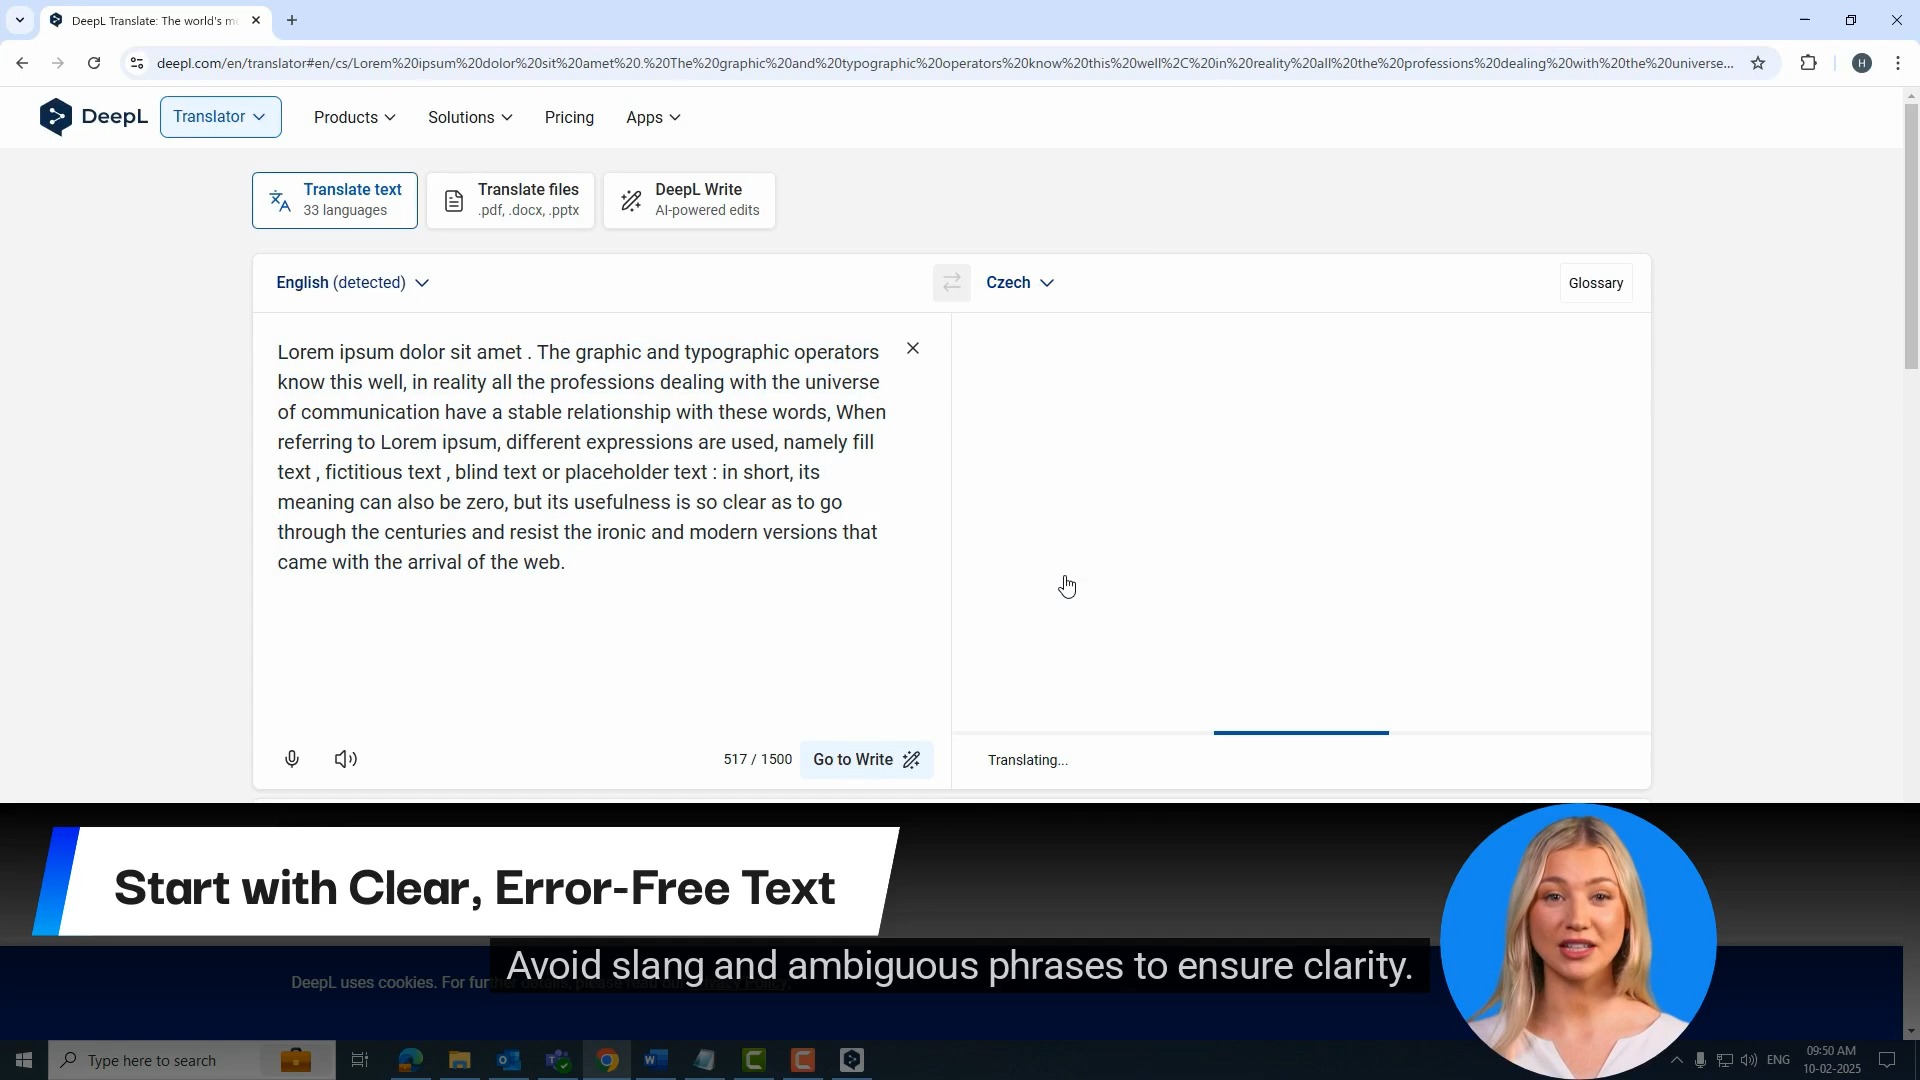 DeepL Translate: The world's m
deepl.com/en/translator#en/cs/Lorem%20ipsum%20dolor%20sit%20amet%20.%20The%20graphic%20and%20typographic%20operators%20know%20this%20well%2C%20in%20reality%20all%20the%20professions%20dealing%20with%20the%20universe...
H
DeepL
Translator
Products
Solutions
Pricing
Apps
Translate text
33 languages
Translate files
.pdf, .docx, .pptx
DeepL Write
AI-powered edits
English (detected)
Czech
Glossary
Lorem ipsum dolor sit amet . The graphic and typographic operators
know this well, in reality all the professions dealing with the universe
of communication have a stable relationship with these words, When
referring to Lorem ipsum, different expressions are used, namely fill
text , fictitious text , blind text or placeholder text : in short, its
meaning can also be zero, but its usefulness is so clear as to go
through the centuries and resist the ironic and modern versions that
came with the arrival of the web.
517 / 1500
Go to Write
Translating...
Start with Clear, Error-Free Text
Avoid slang and ambiguous phrases to ensure clarity.
DeepL uses cookies. For further details, please read our Privacy Policy.
Type here to search
ENG
09:50 AM
10-02-2025